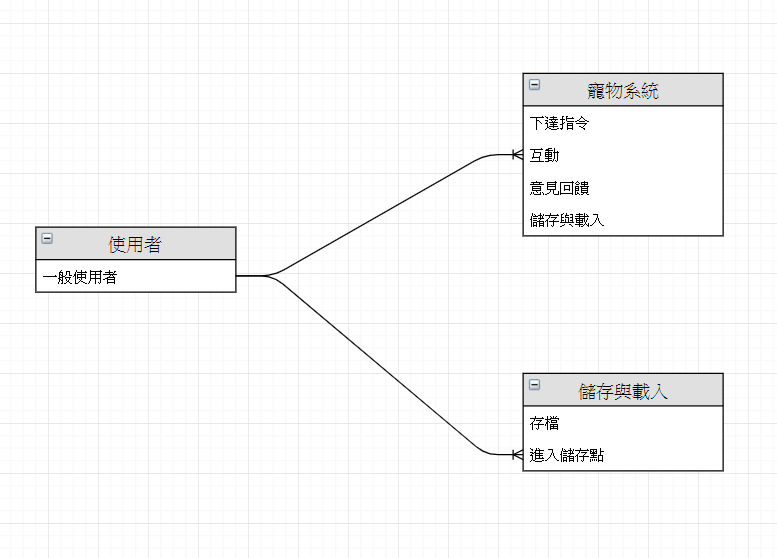 寵物系統
下達指令
互動
意見回饋
儲存與載入
使用者
一般使用者
儲存與載入
存檔
進入儲存點